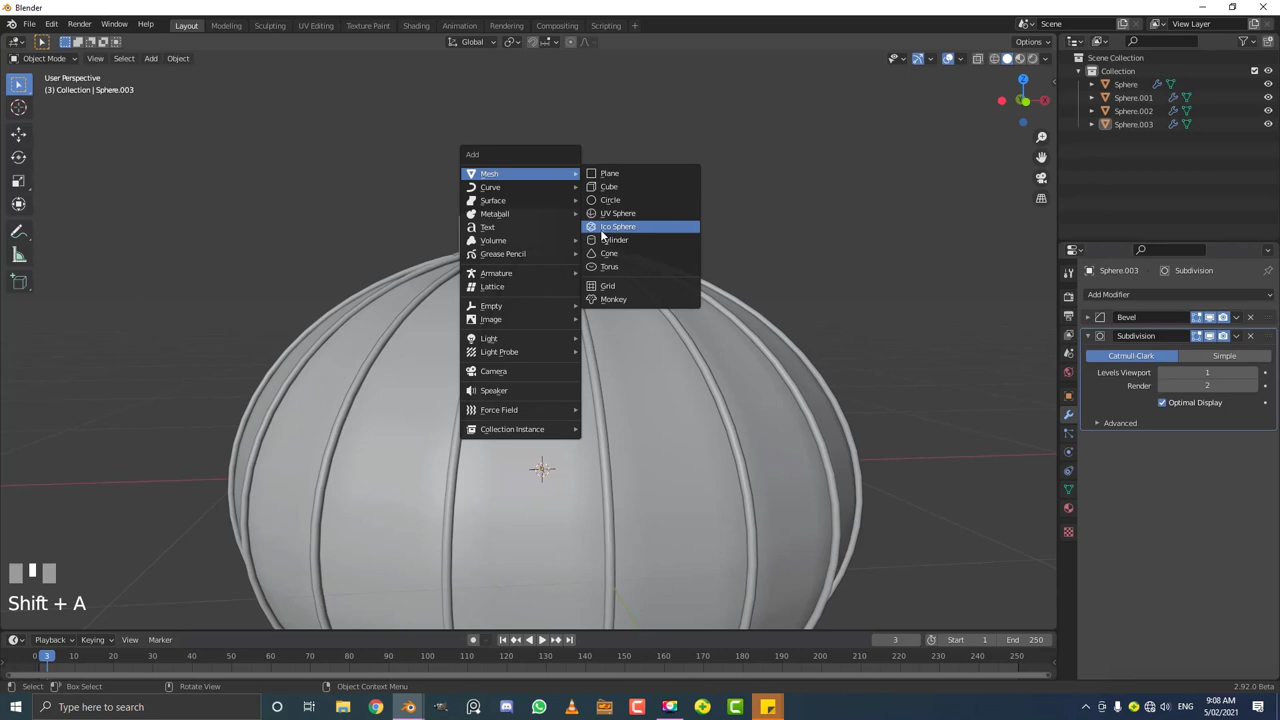 Blender
File Edit Render Window Help Layout Modeling Sculpting UV Editing Texture Paint Shading Animation Rendering Compositing Scripting + Scene View Layer
Global Options
Object Mode View Select Add Object
User Perspective
(3) Collection | Sphere.003
Scene Collection
Collection
Sphere
Sphere.001
Sphere.002
Sphere.003
Z
Add
Mesh
Curve
Surface
Metaball
Text
Volume
Grease Pencil
Armature
Lattice
Empty
Image
Light
Light Probe
Camera
Speaker
Force Field
Collection Instance
Plane
Cube
Circle
UV Sphere
Ico Sphere
Cylinder
Cone
Torus
Grid
Monkey
Sphere.003 Subdivision
Add Modifier
Bevel
Subdivision
Catmull-Clark Simple
Levels Viewport 1
Render 2
Optimal Display
Advanced
Shift + A
Playback Keying View Marker 3 Start 1 End 250
0 3 10 20 30 40 50 60 70 80 90 100 110 120 130 140 150 160 170 180 190 200 210 220 230 240 250
Select Box Select Rotate View Object Context Menu 2.92.0 Beta
Type here to search
ENG
9:08 AM
5/02/2021